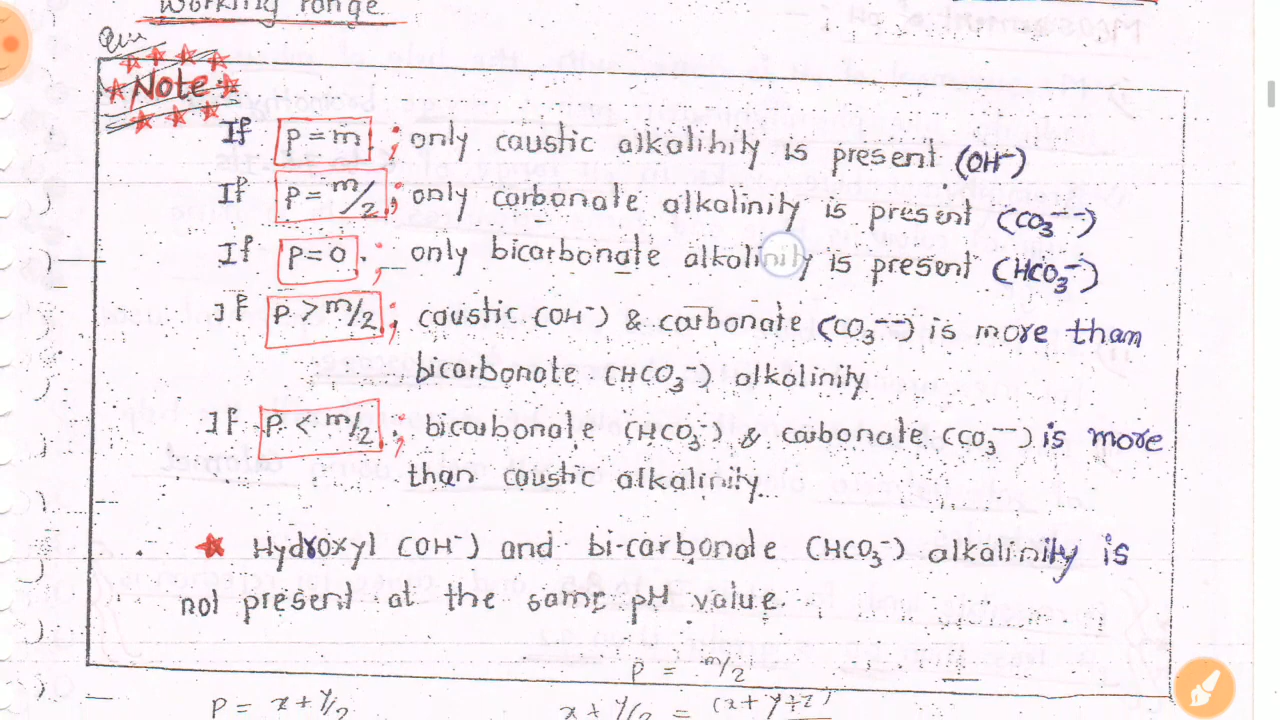 Working range
Que
Note
If P = m ; only caustic alkalinity is present (OH⁻)
If P = m/2 ; only carbonate alkalinity is present (CO₃⁻⁻)
If P = 0 ; only bicarbonate alkalinity is present (HCO₃⁻)
If P > m/2 ; caustic (OH⁻) & carbonate (CO₃⁻⁻) is more than
bicarbonate (HCO₃⁻) alkalinity
If P < m/2 ; bicarbonate (HCO₃⁻) & carbonate (CO₃⁻⁻) is more
than caustic alkalinity.
Hydroxyl (OH⁻) and bi-carbonate (HCO₃⁻) alkalinity is
not present at the same pH value.
P = m/2
P = x + y/2 x + y/2 = (x + y + z)